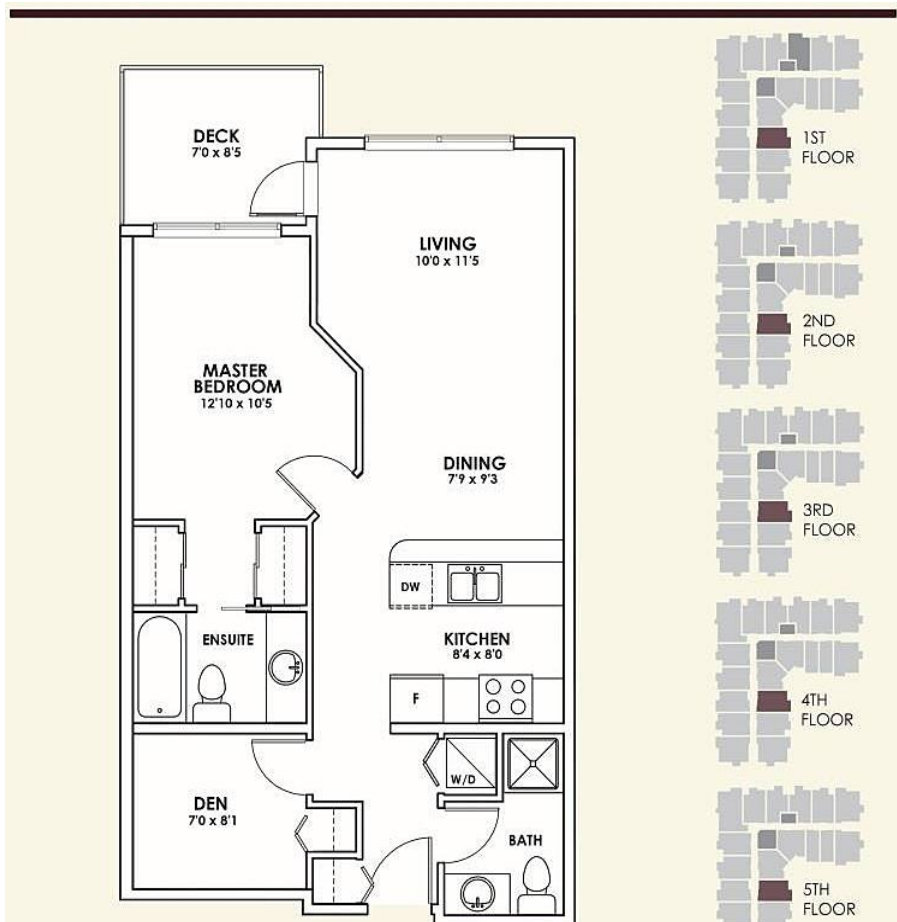 DECK
7'0 x 8'5
LIVING
10'0 x 11'5
MASTER
BEDROOM
12'10 x 10'5
DINING
7'9 x 9'3
DW
KITCHEN
8'4 x 8'0
ENSUITE
F
W/D
DEN
7'0 x 8'1
BATH
1ST
FLOOR
2ND
FLOOR
3RD
FLOOR
4TH
FLOOR
5TH
FLOOR